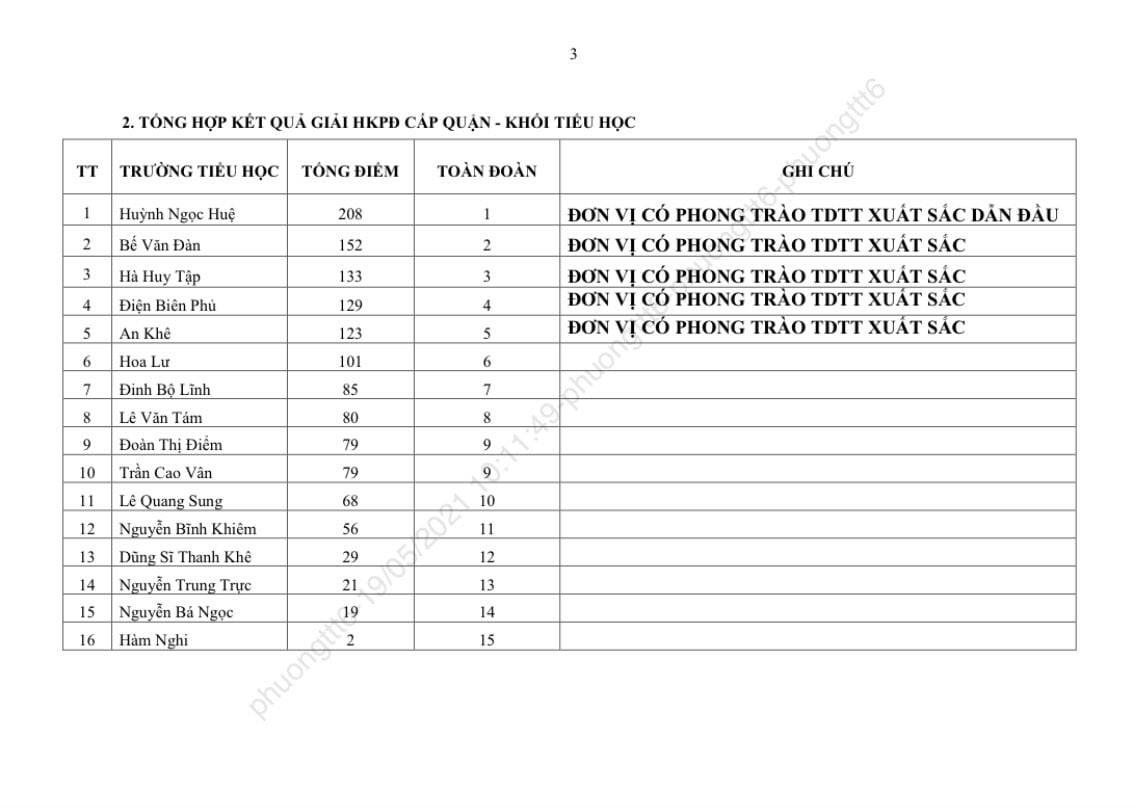 3
2. TỔNG HỢP KẾT QUẢ GIẢI HKPĐ CẤP QUẬN - KHỐI TIỂU HỌC
TT TRƯỜNG TIỂU HỌC TỔNG ĐIỂM TOÀN ĐOÀN GHI CHÚ
1 Huỳnh Ngọc Huệ 208 1 ĐƠN VỊ CÓ PHONG TRÀO TDTT XUẤT SẮC DẪN ĐẦU
2 Bế Văn Đàn 152 2 ĐƠN VỊ CÓ PHONG TRÀO TDTT XUẤT SẮC
3 Hà Huy Tập 133 3 ĐƠN VỊ CÓ PHONG TRÀO TDTT XUẤT SẮC
4 Điện Biên Phủ 129 4 ĐƠN VỊ CÓ PHONG TRÀO TDTT XUẤT SẮC
5 An Khê 123 5 ĐƠN VỊ CÓ PHONG TRÀO TDTT XUẤT SẮC
6 Hoa Lư 101 6
7 Đinh Bộ Lĩnh 85 7
8 Lê Văn Tám 80 8
9 Đoàn Thị Điểm 79 9
10 Trần Cao Vân 79 9
11 Lê Quang Sung 68 10
12 Nguyễn Bĩnh Khiêm 56 11
13 Dũng Sĩ Thanh Khê 29 12
14 Nguyễn Trung Trực 21 13
15 Nguyễn Bá Ngọc 19 14
16 Hàm Nghi 2 15
phuongttt6-19/05/2021 10:11:49-phuongttt6-phuongttt6-phuongttt6